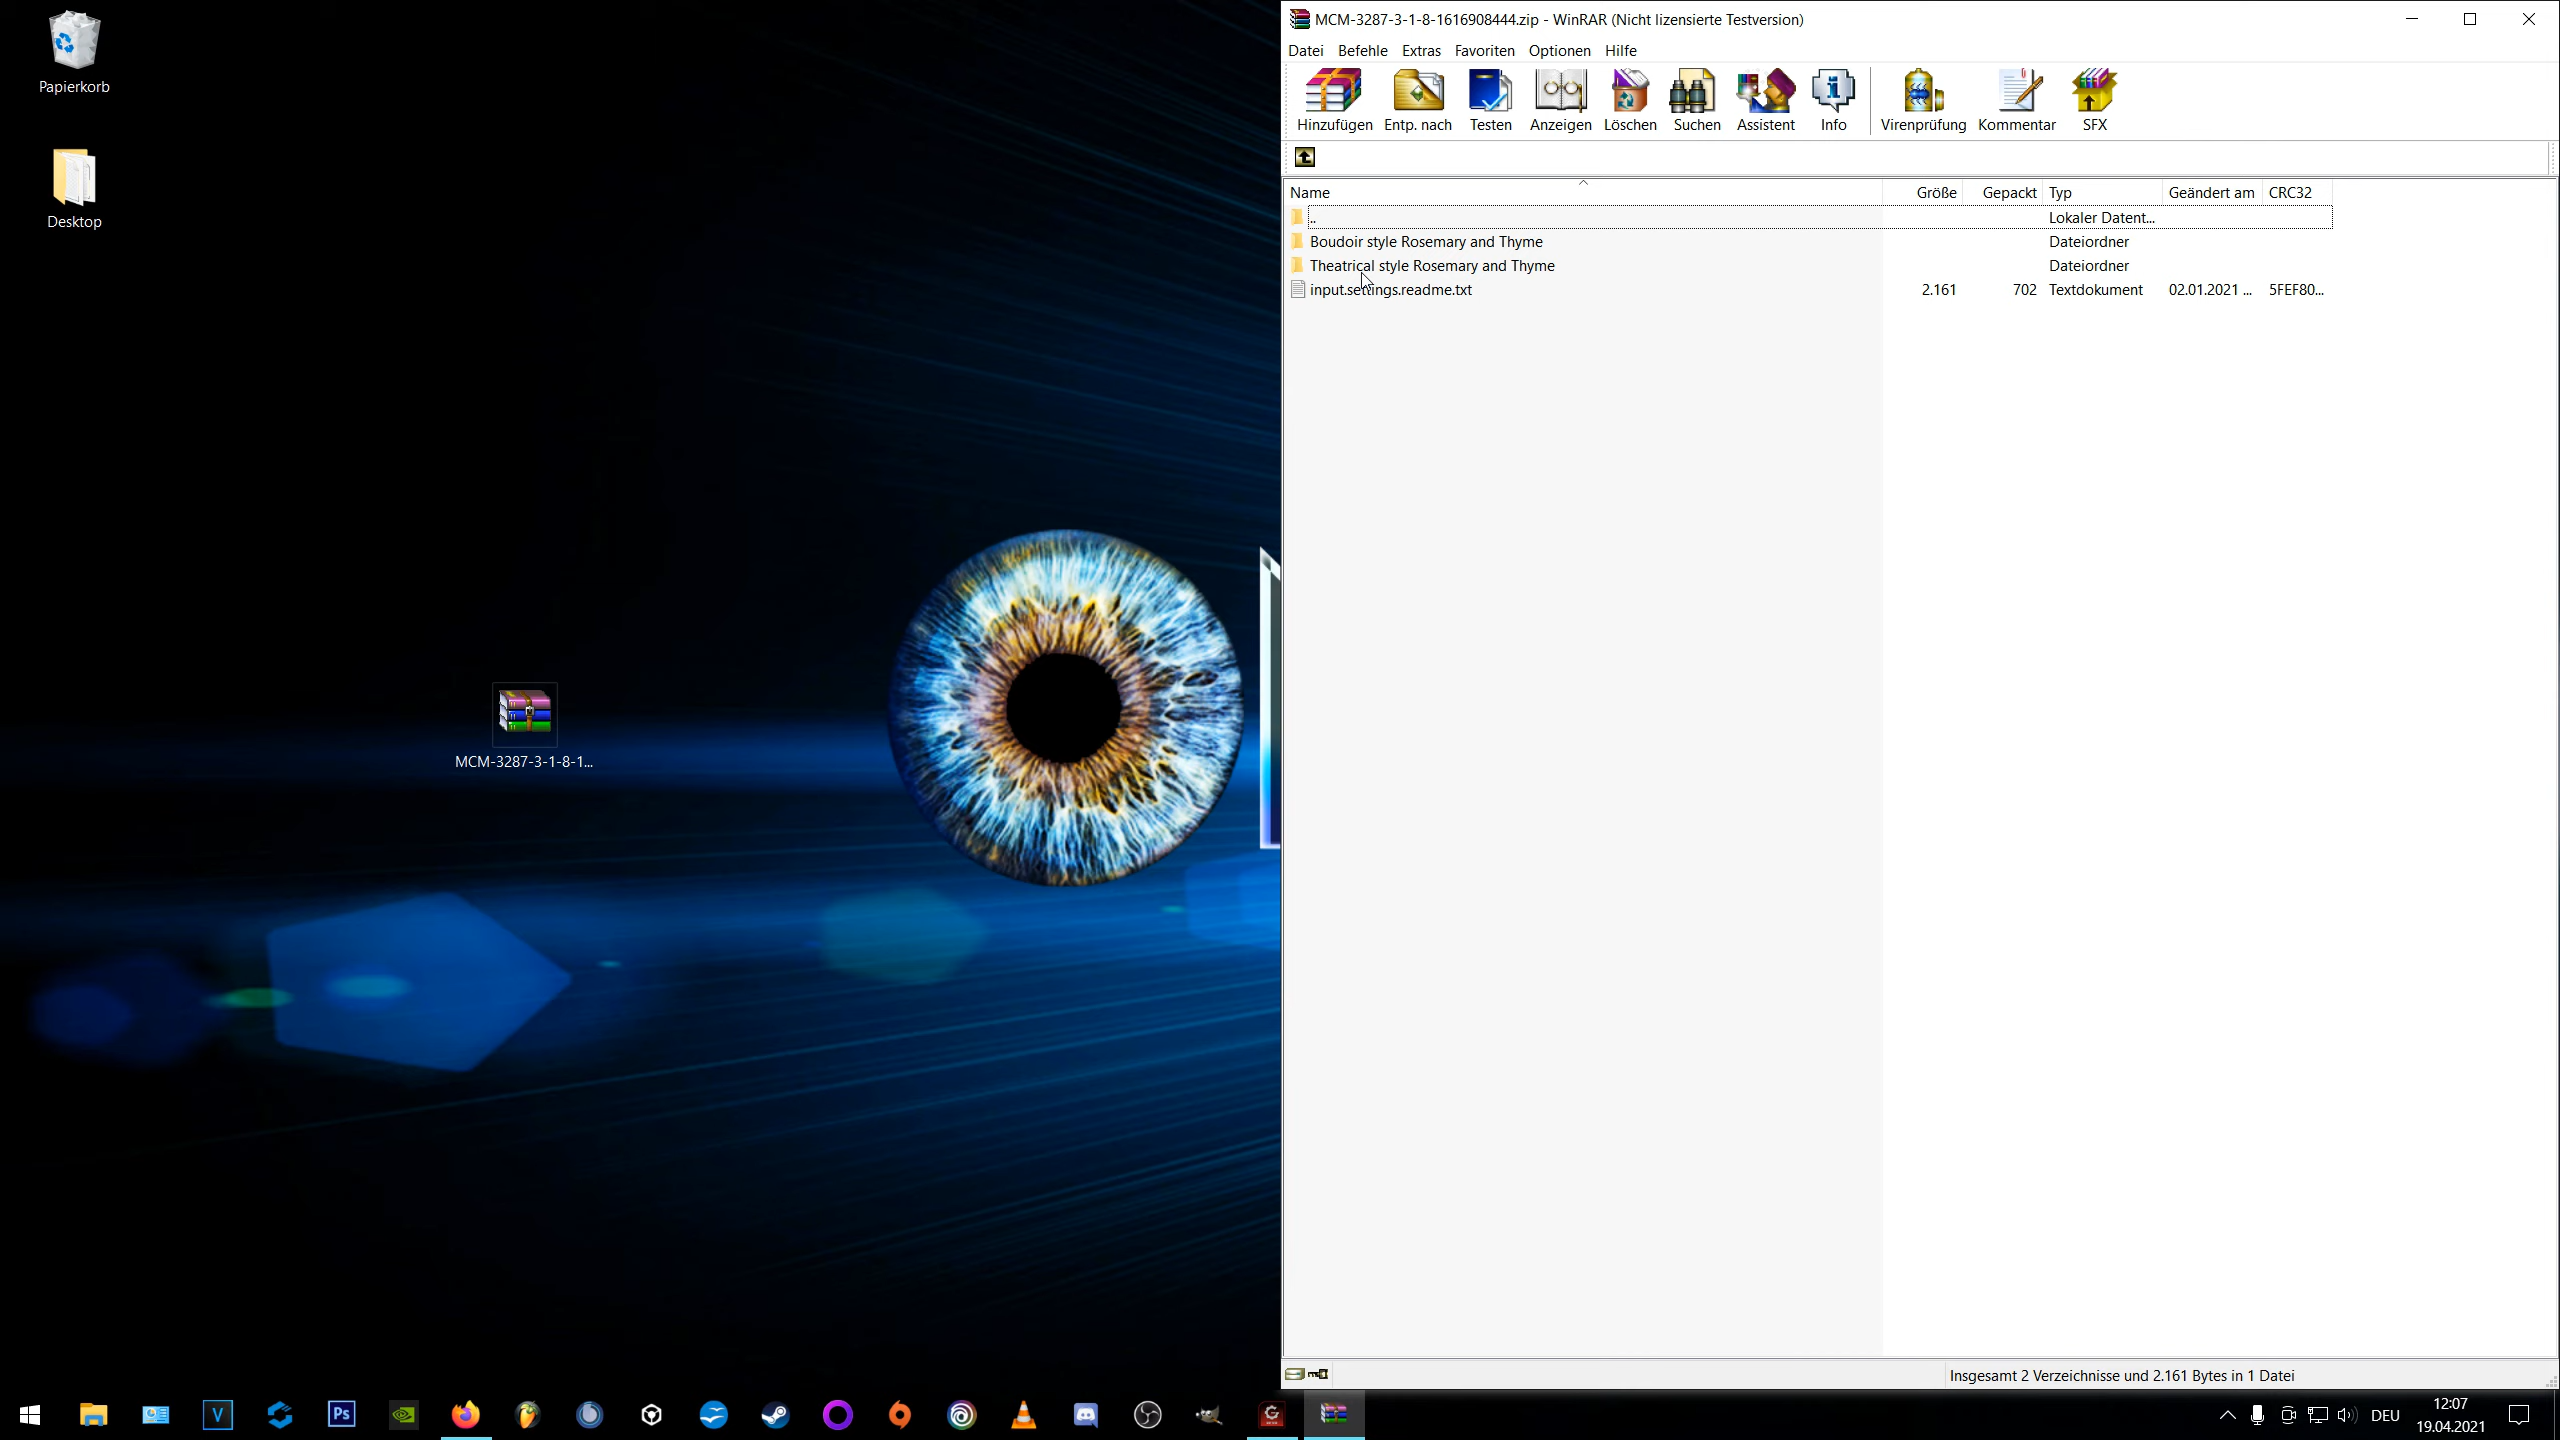 Papierkorb
Desktop
MCM-3287-3-1-8-1...
MCM-3287-3-1-8-1616908444.zip - WinRAR (Nicht lizensierte Testversion)
Datei Befehle Extras Favoriten Optionen Hilfe
Hinzufügen Entp. nach Testen Anzeigen Löschen Suchen Assistent Info Virenprüfung Kommentar SFX
Name Größe Gepackt Typ Geändert am CRC32
.. Lokaler Datent...
Boudoir style Rosemary and Thyme Dateiordner
Theatrical style Rosemary and Thyme Dateiordner
input.settings.readme.txt 2.161 702 Textdokument 02.01.2021 ... 5FEF80...
Insgesamt 2 Verzeichnisse und 2.161 Bytes in 1 Datei
V Ps DEU 12:07
19.04.2021